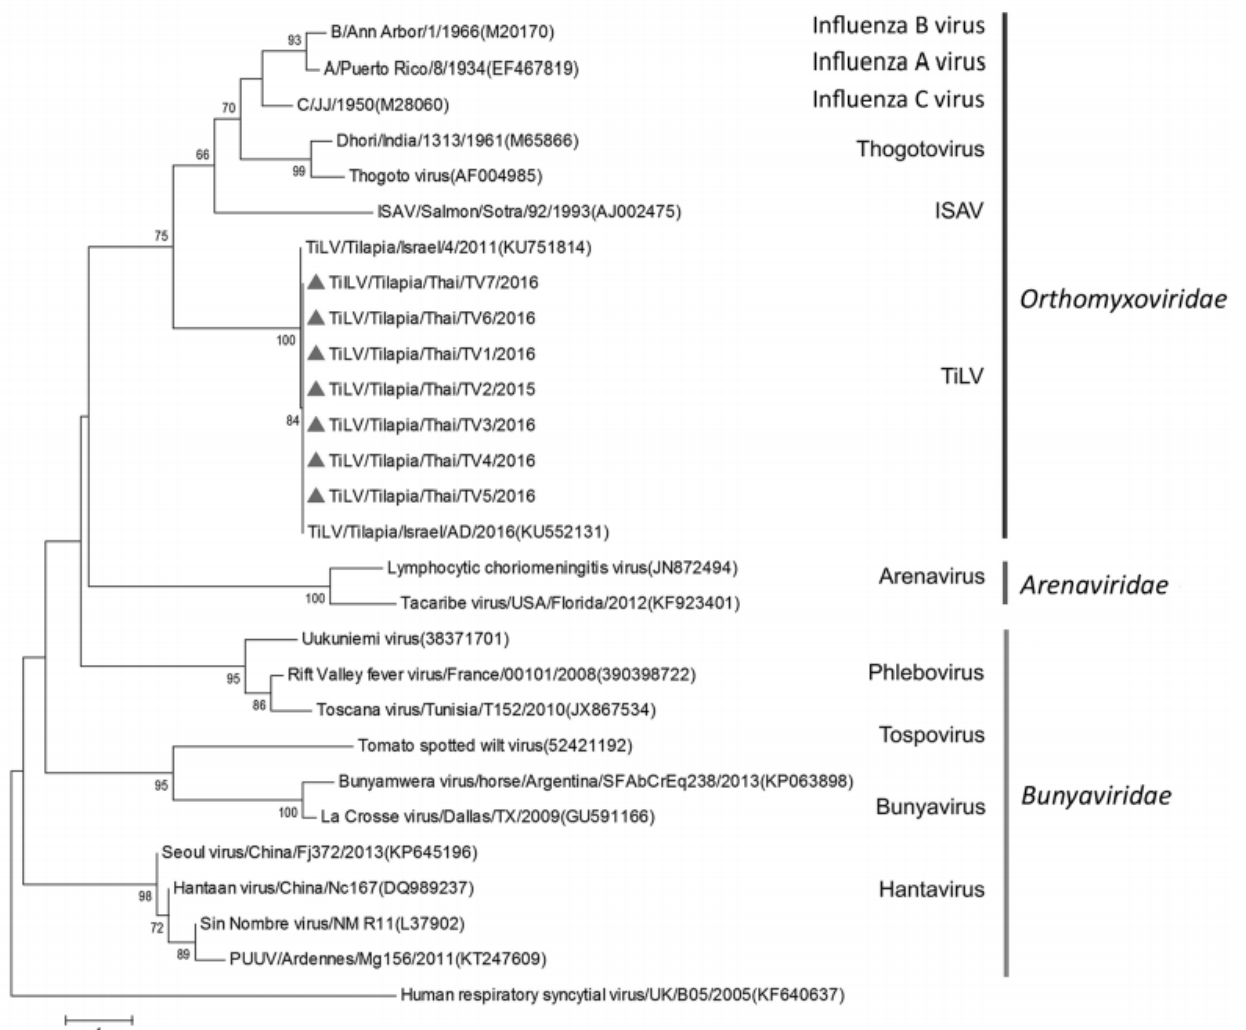 B/Ann Arbor/1/1966(M20170)
Influenza B virus
93
A/Puerto Rico/8/1934(EF467819)
Influenza A virus
C/JJ/1950(M28060)
Influenza C virus
70
Dhori/India/1313/1961(M65866)
Thogotovirus
66
99
Thogoto virus(AF004985)
ISAV/Salmon/Sotra/92/1993(AJ002475)
ISAV
75
TiLV/Tilapia/Israel/4/2011(KU751814)
TiILV/Tilapia/Thai/TV7/2016
Orthomyxoviridae
TiLV/Tilapia/Thai/TV6/2016
100
TiLV/Tilapia/Thai/TV1/2016
TiLV
TiLV/Tilapia/Thai/TV2/2015
84
TiLV/Tilapia/Thai/TV3/2016
TiLV/Tilapia/Thai/TV4/2016
TiLV/Tilapia/Thai/TV5/2016
TiLV/Tilapia/Israel/AD/2016(KU552131)
Lymphocytic choriomeningitis virus(JN872494)
Arenavirus
Arenaviridae
100
Tacaribe virus/USA/Florida/2012(KF923401)
Uukuniemi virus(38371701)
95
Rift Valley fever virus/France/00101/2008(390398722)
Phlebovirus
86
Toscana virus/Tunisia/T152/2010(JX867534)
Tospovirus
Tomato spotted wilt virus(52421192)
95
Bunyamwera virus/horse/Argentina/SFAbCrEq238/2013(KP063898)
Bunyavirus
Bunyaviridae
100
La Crosse virus/Dallas/TX/2009(GU591166)
Seoul virus/China/Fj372/2013(KP645196)
98
Hantaan virus/China/Nc167(DQ989237)
Hantavirus
72
Sin Nombre virus/NM R11(L37902)
89
PUUV/Ardennes/Mg156/2011(KT247609)
Human respiratory syncytial virus/UK/B05/2005(KF640637)